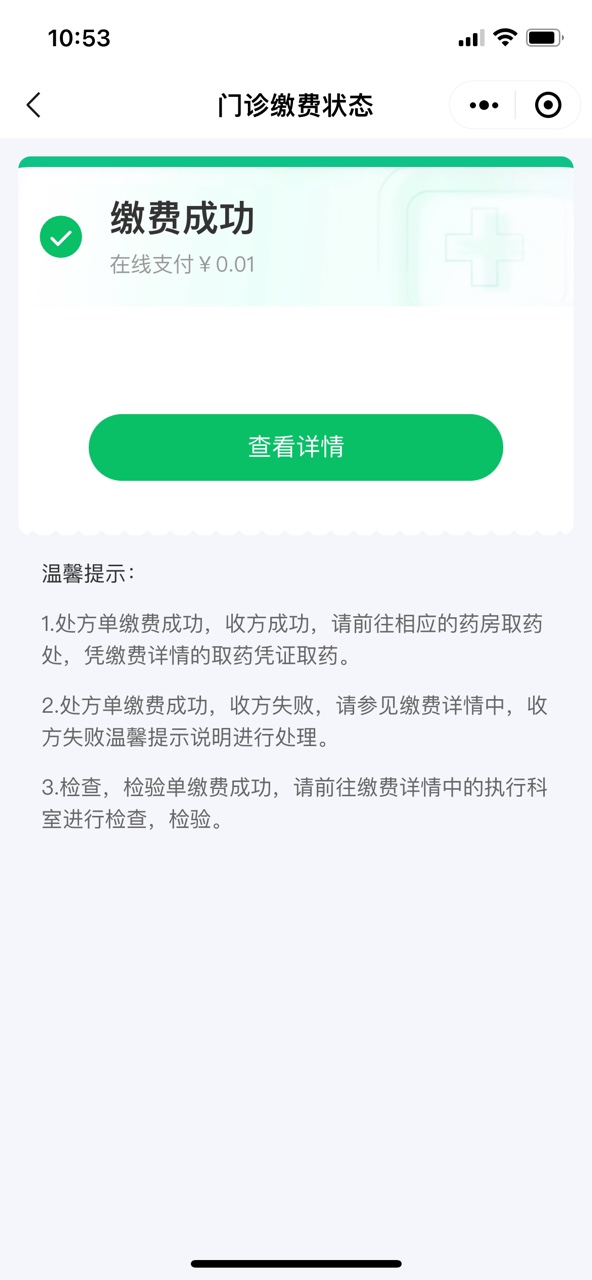 10:53
门诊缴费状态
缴费成功
在线支付￥0.01
查看详情
温馨提示：
1.处方单缴费成功，收方成功，请前往相应的药房取药
处，凭缴费详情的取药凭证取药。
2.处方单缴费成功，收方失败，请参见缴费详情中，收
方失败温馨提示说明进行处理。
3.检查，检验单缴费成功，请前往缴费详情中的执行科
室进行检查，检验。